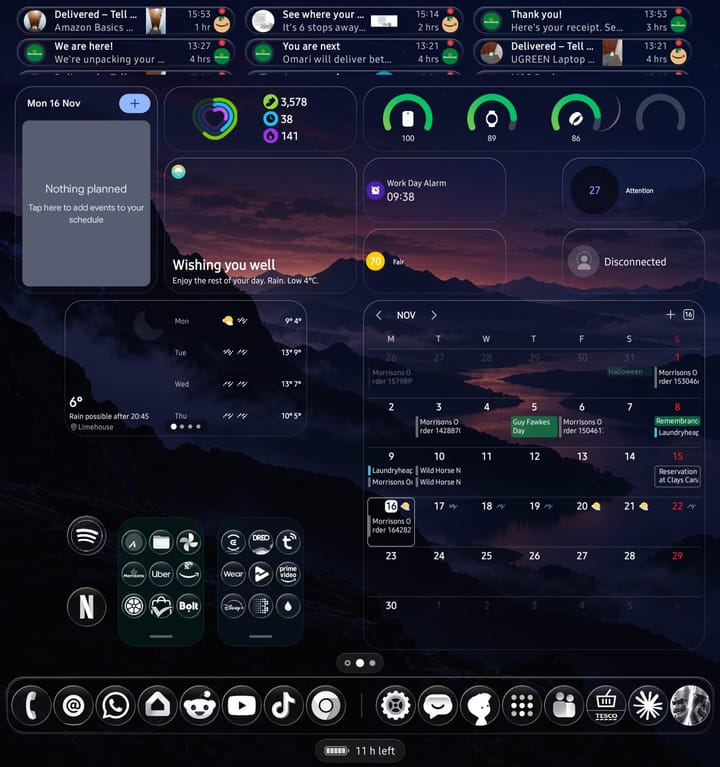 Delivered – Tell ... 15:53
Amazon Basics ... 1 hr
See where your ... 15:14
It's 6 stops away... 2 hrs
Thank you! 13:53
Here's your receipt. Se... 3 hrs
We are here! 13:27
We're unpacking your ... 4 hrs
You are next 13:21
Omari will deliver bet... 4 hrs
Delivered – Tell ... 13:21
UGREEN Laptop ... 4 hrs
Mon 16 Nov +
Nothing planned
Tap here to add events to your
schedule
3,578
38
141
100
89
86
Wishing you well
Enjoy the rest of your day. Rain. Low 4°C.
Work Day Alarm
09:38
27 Attention
70 Fair
Disconnected
6°
Rain possible after 20:45
Limehouse
Mon 9° 4°
Tue 13° 9°
Wed 13° 7°
Thu 10° 5°
NOV + 16
M T W T F S S
26 27 28 29 30 31 1
Halloween
Morrisons O
rder 157989
Morrisons O
rder 153046
2 3 4 5 6 7 8
Morrisons O
rder 142887
Guy Fawkes
Day
Morrisons O
rder 15046
Remembranc
Laundryheap
9 10 11 12 13 14 15
Laundryheap
Morrisons O
Wild Horse N
Wild Horse N
Reservation
at Clays Can
16 17 18 19 20 21 22
Morrisons O
rder 164282
23 24 25 26 27 28 29
30 1 2 3 4 5 6
Morrisons
Uber
Bolt
DRED
Wear
prime
video
Disney+
N
TESCO
11 h left